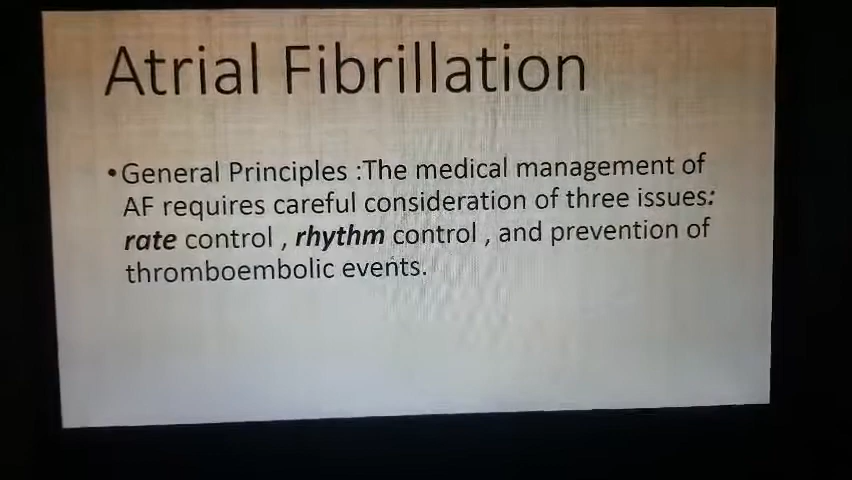 Atrial Fibrillation
•General Principles :The medical management of
AF requires careful consideration of three issues:
rate control , rhythm control , and prevention of
thromboembolic events.